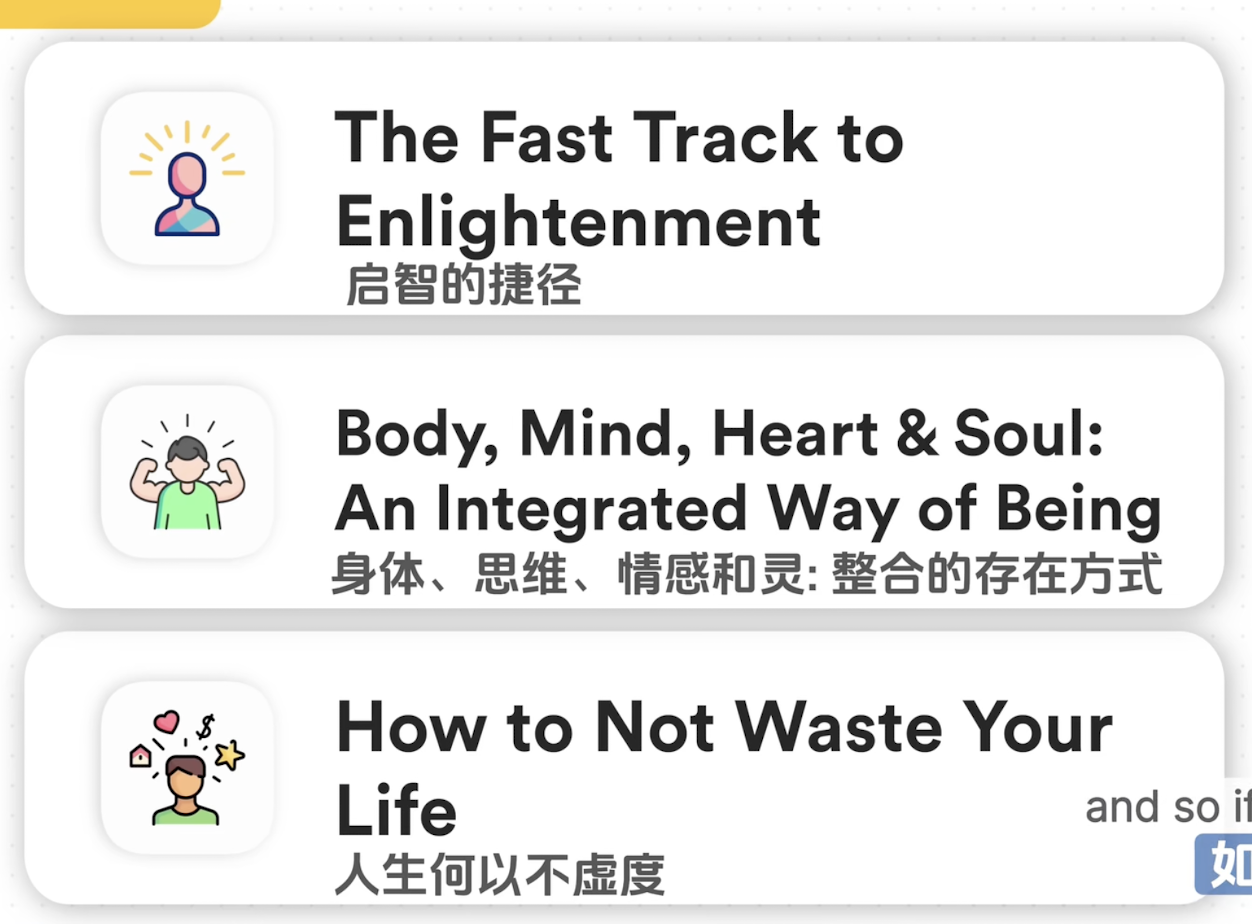 The Fast Track to
Enlightenment
启智的捷径
Body, Mind, Heart & Soul:
An Integrated Way of Being
身体、思维、情感和灵: 整合的存在方式
How to Not Waste Your
Life
and so if
人生何以不虚度
如